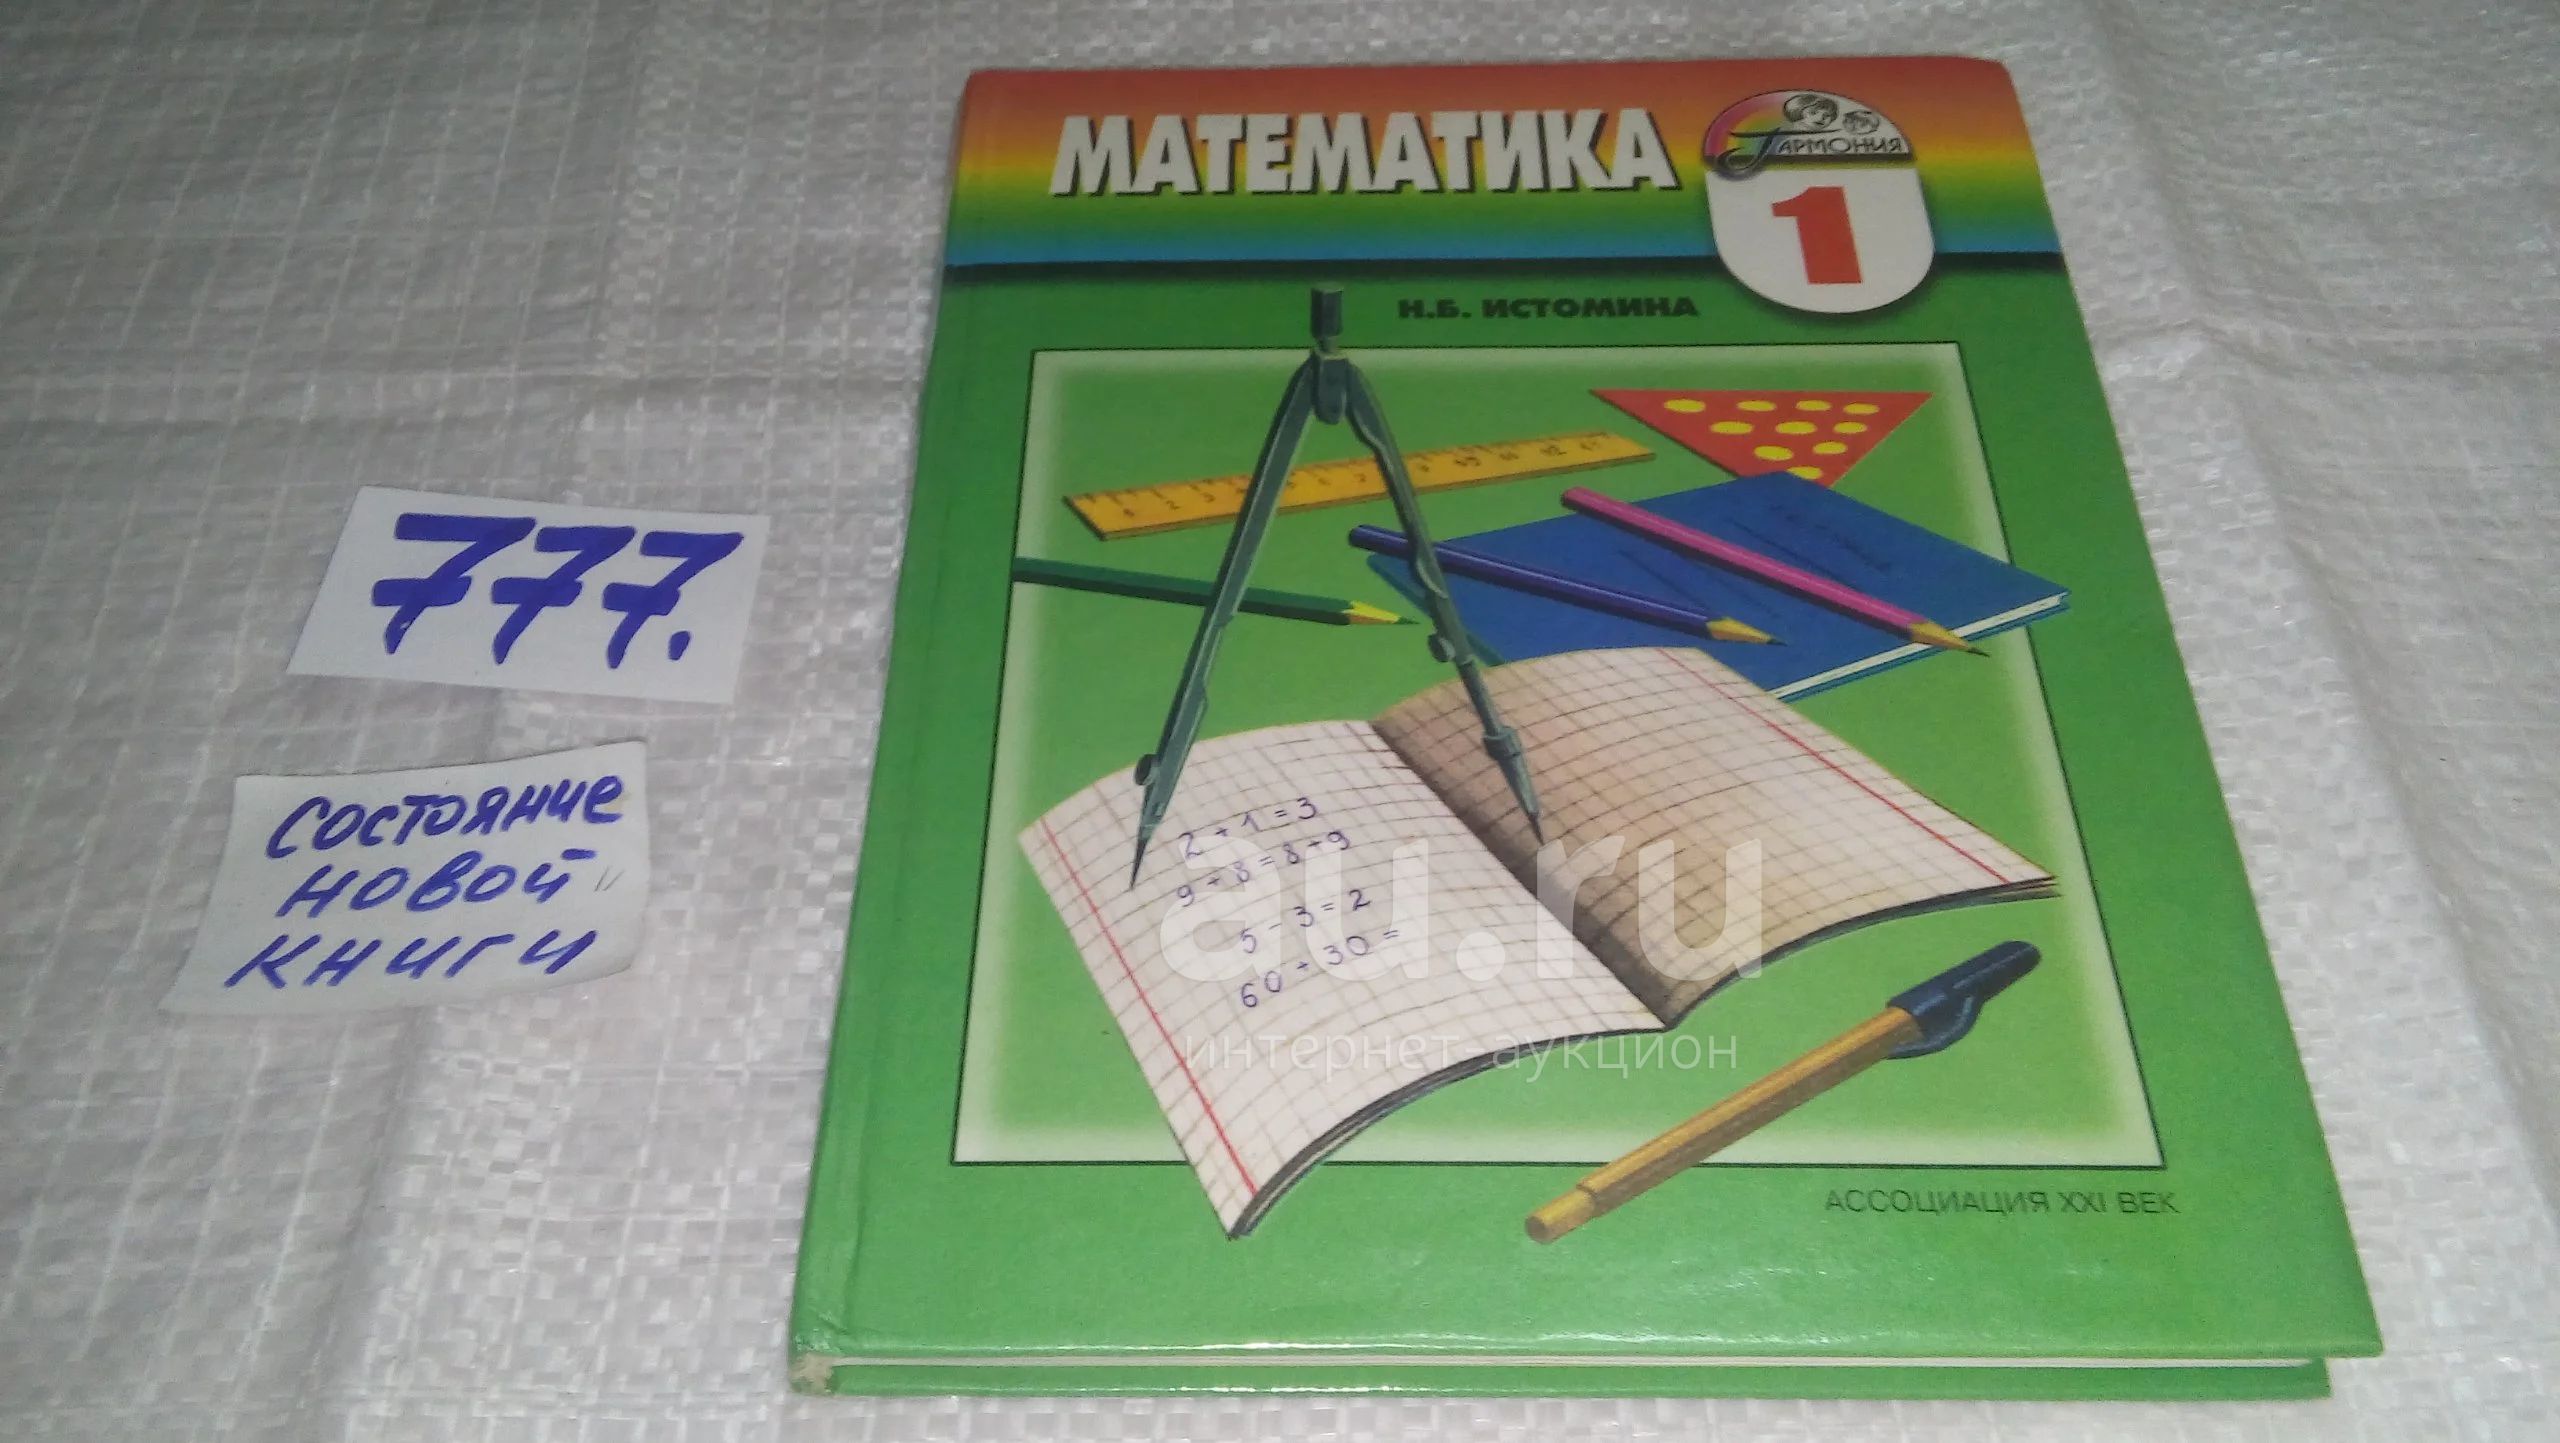 МАТЕМАТИКА
ГАРМОНИЯ
1
Н.Б. ИСТОМИНА
777.
состояние
новой
книги
2+1=3
9+8=8+9
5-3=2
60+30=
au.ru
интернет-аукцион
АССОЦИАЦИЯ XXI ВЕК